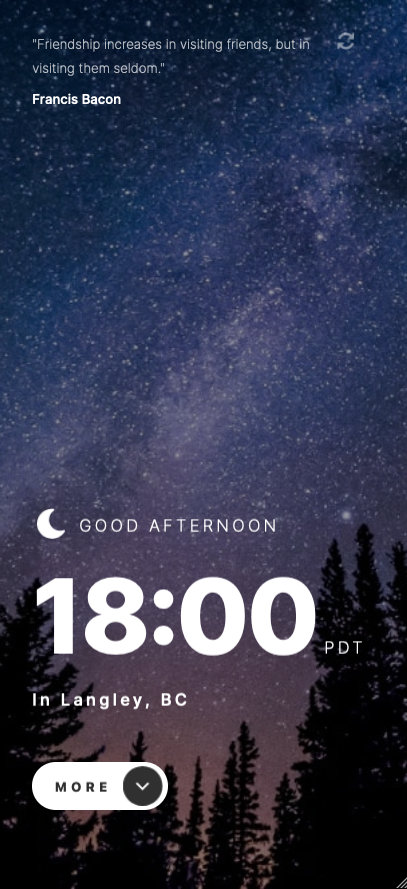 "Friendship increases in visiting friends, but in
visiting them seldom."
Francis Bacon
GOOD AFTERNOON
18:00 PDT
In Langley, BC
MORE